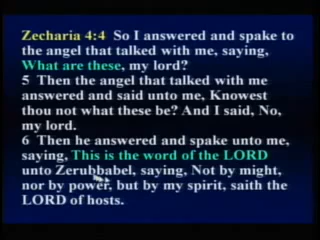 Zecharia 4:4 So I answered and spake to
the angel that talked with me, saying,
What are these, my lord?
5 Then the angel that talked with me
answered and said unto me, Knowest
thou not what these be? And I said, No,
my lord.
6 Then he answered and spake unto me,
saying, This is the word of the LORD
unto Zerubbabel, saying, Not by might,
nor by power, but by my spirit, saith the
LORD of hosts.